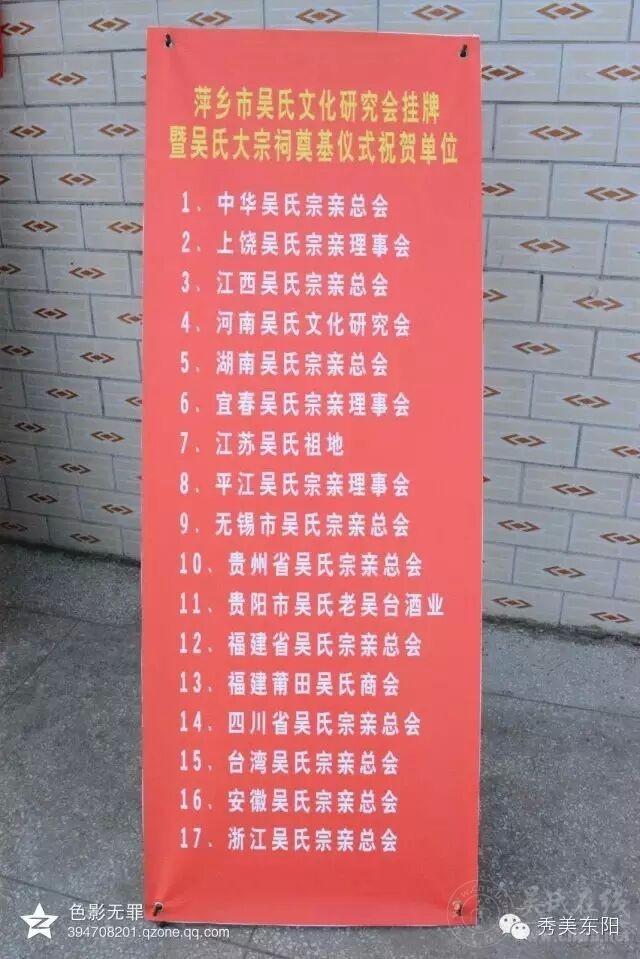 萍乡市吴氏文化研究会挂牌
暨吴氏大宗祠奠基仪式祝贺单位
1、中华吴氏宗亲总会
2、上饶吴氏宗亲理事会
3、江西吴氏宗亲总会
4、河南吴氏文化研究会
5、湖南吴氏宗亲总会
6、宜春吴氏宗亲理事会
7、江苏吴氏祖地
8、平江吴氏宗亲理事会
9、无锡市吴氏宗亲总会
10、贵州省吴氏宗亲总会
11、贵阳市吴氏老吴台酒业
12、福建省吴氏宗亲总会
13、福建莆田吴氏商会
14、四川省吴氏宗亲总会
15、台湾吴氏宗亲总会
16、安徽吴氏宗亲总会
17、浙江吴氏宗亲总会
色影无罪
394708201.qzone.qq.com
秀美东阳